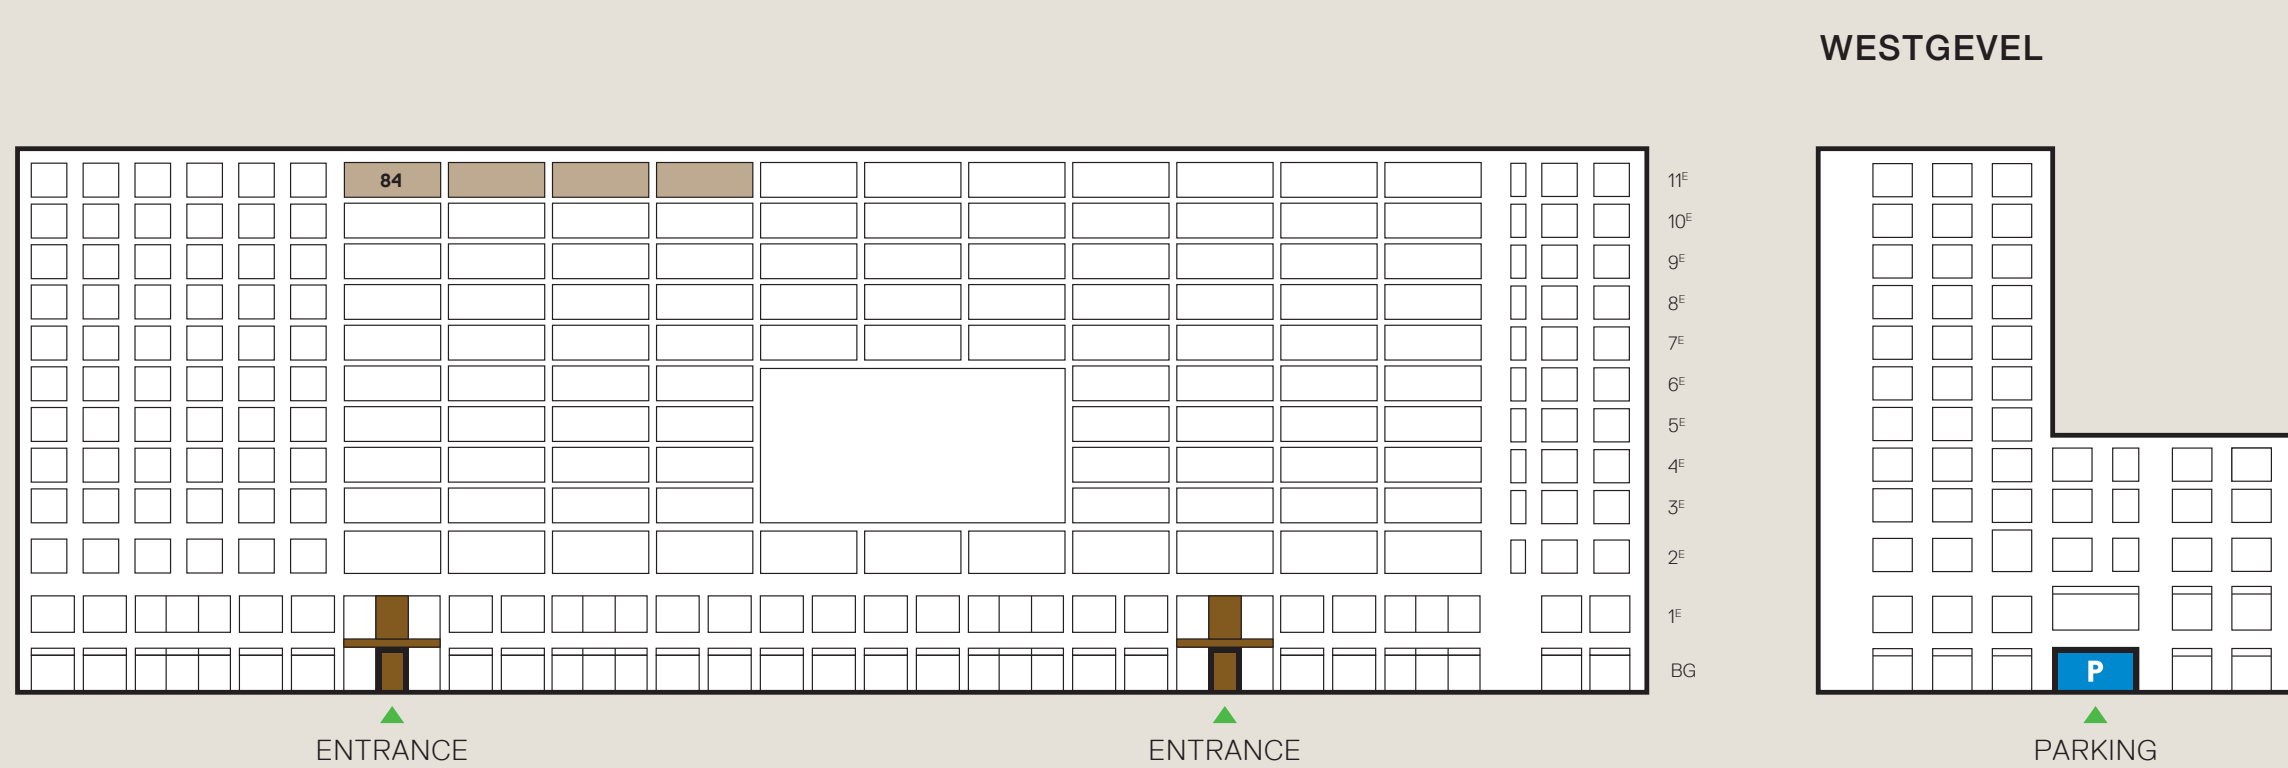 WESTGEVEL
84
11E
10E
9E
8E
7E
6E
5E
4E
3E
2E
1E
BG
P
ENTRANCE
ENTRANCE
PARKING